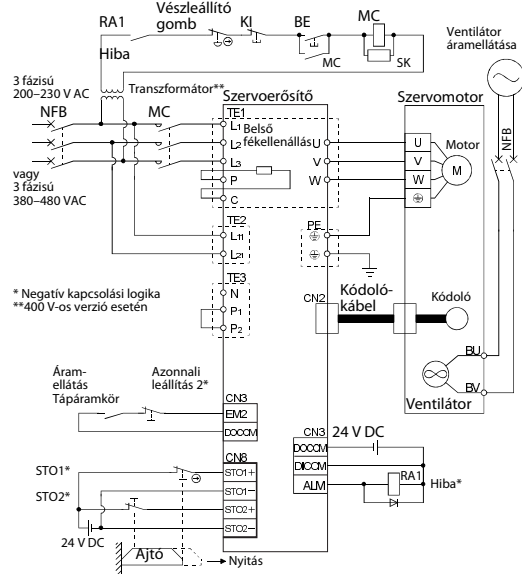 Vészleállító
gomb
RA1
KI
BE
MC
Hiba
MC
SK
Ventilátor
áramellátása
3 fázisú
200–230 V AC
Transzformátor**
NFB
MC
Szervoerősítő
Szervomotor
NFB
TE1
L1
Belső
fékellenállás
L2
L3
P
C
U
V
W
U
V
W
Motor
M
vagy
3 fázisú
380–480 VAC
TE2
L11
L21
PE
TE3
N
P1
P2
* Negatív kapcsolási logika
**400 V-os verzió esetén
CN2
Kódoló-
kábel
Kódoló
BU
BV
Ventilátor
Áram-
ellátás
Tápáramkör
Azonnali
leállítás 2*
CN3
EM2
DOCOM
CN3
DOCOM
24 V DC
DICOM
ALM
RA1
Hiba*
CN8
STO1*
STO1+
STO2*
STO1–
STO2+
STO2–
24 V DC
Ajtó
Nyitás